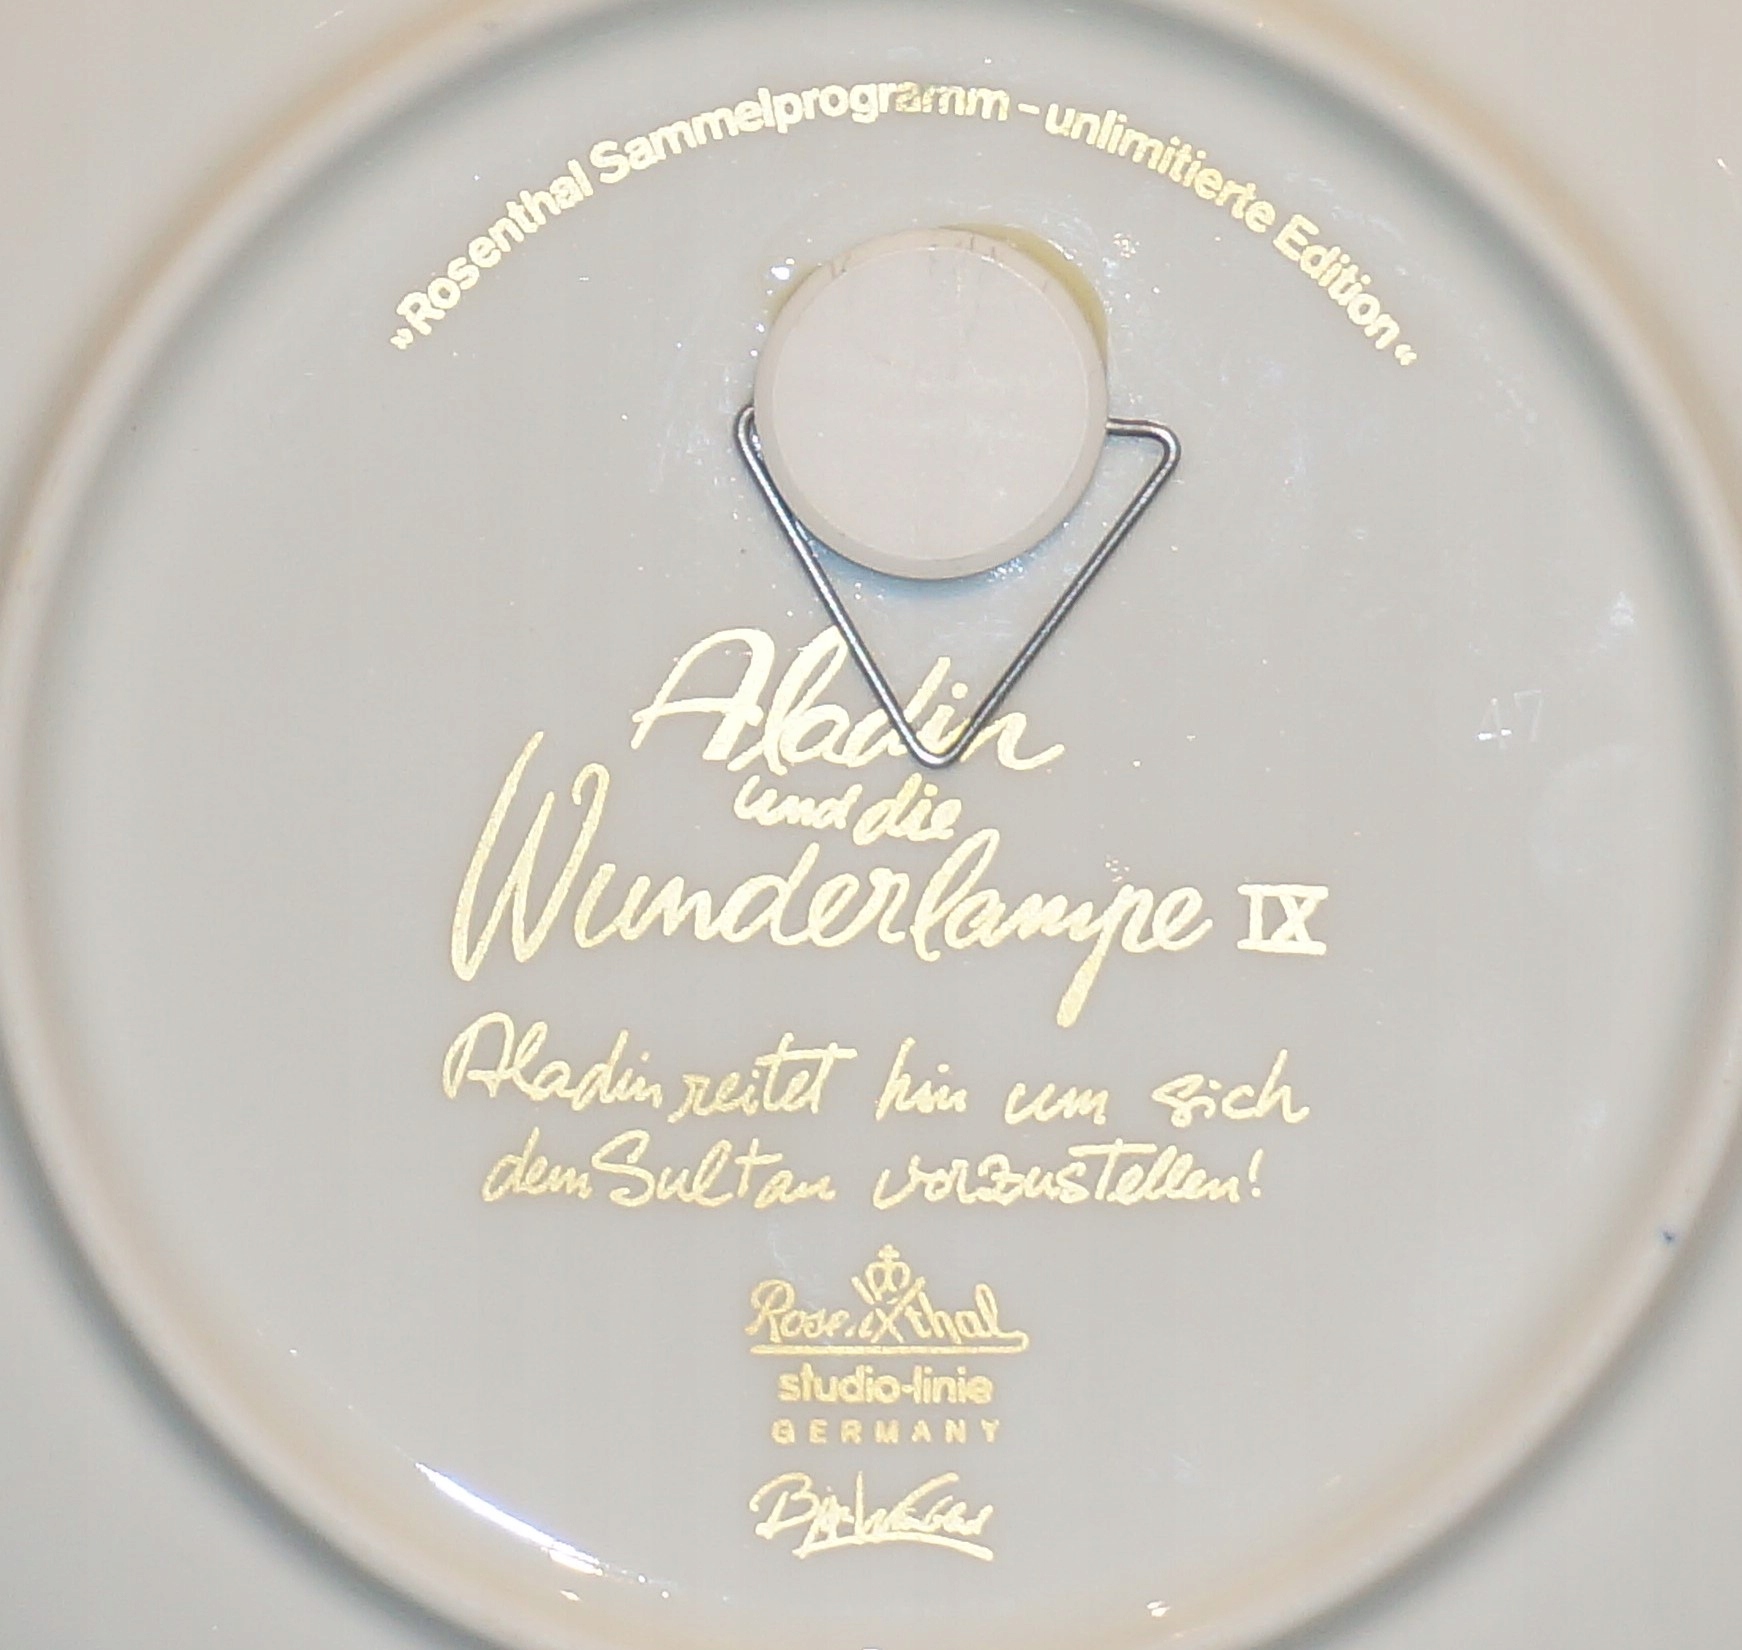 „Rosenthal Sammelprogramm – unlimitierte Edition“
Aladin
und die
Wunderlampe IX
Aladin reitet hin um sich
dem Sultan vorzustellen!
Rosenthal
studio-linie
GERMANY
47